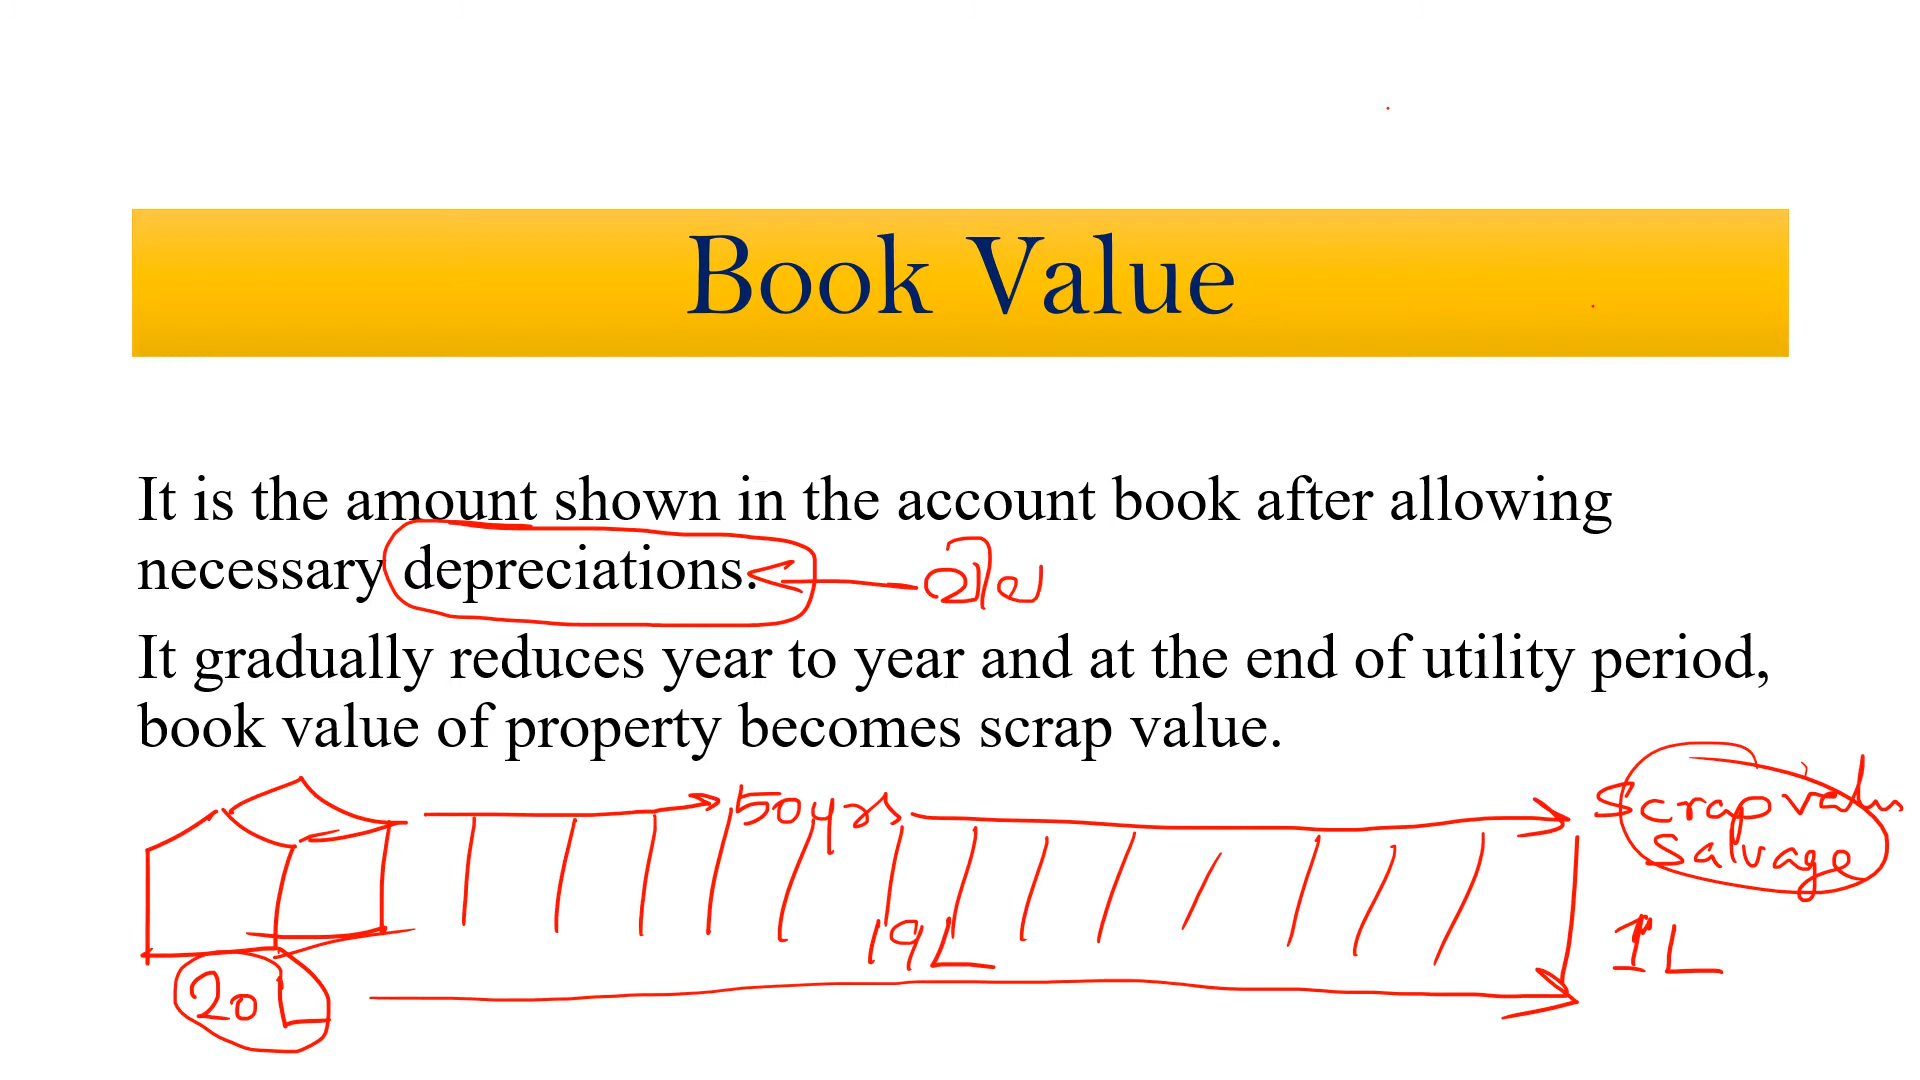 Book Value
It is the amount shown in the account book after allowing
necessary depreciations.
It gradually reduces year to year and at the end of utility period,
book value of property becomes scrap value.
50yrs
Scrap value
Salvage
19L
1L
20L